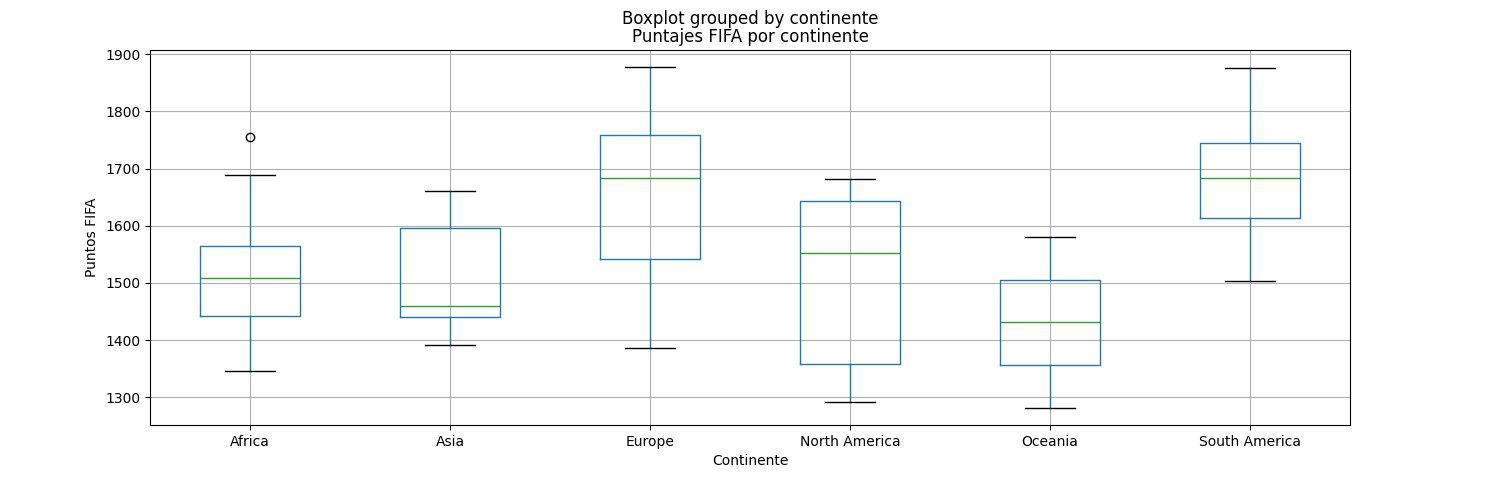 Boxplot grouped by continente
Puntajes FIFA por continente
1900
1800
1700
1600
1500
1400
1300
Puntos FIFA
Africa
Asia
Europe
North America
Oceania
South America
Continente